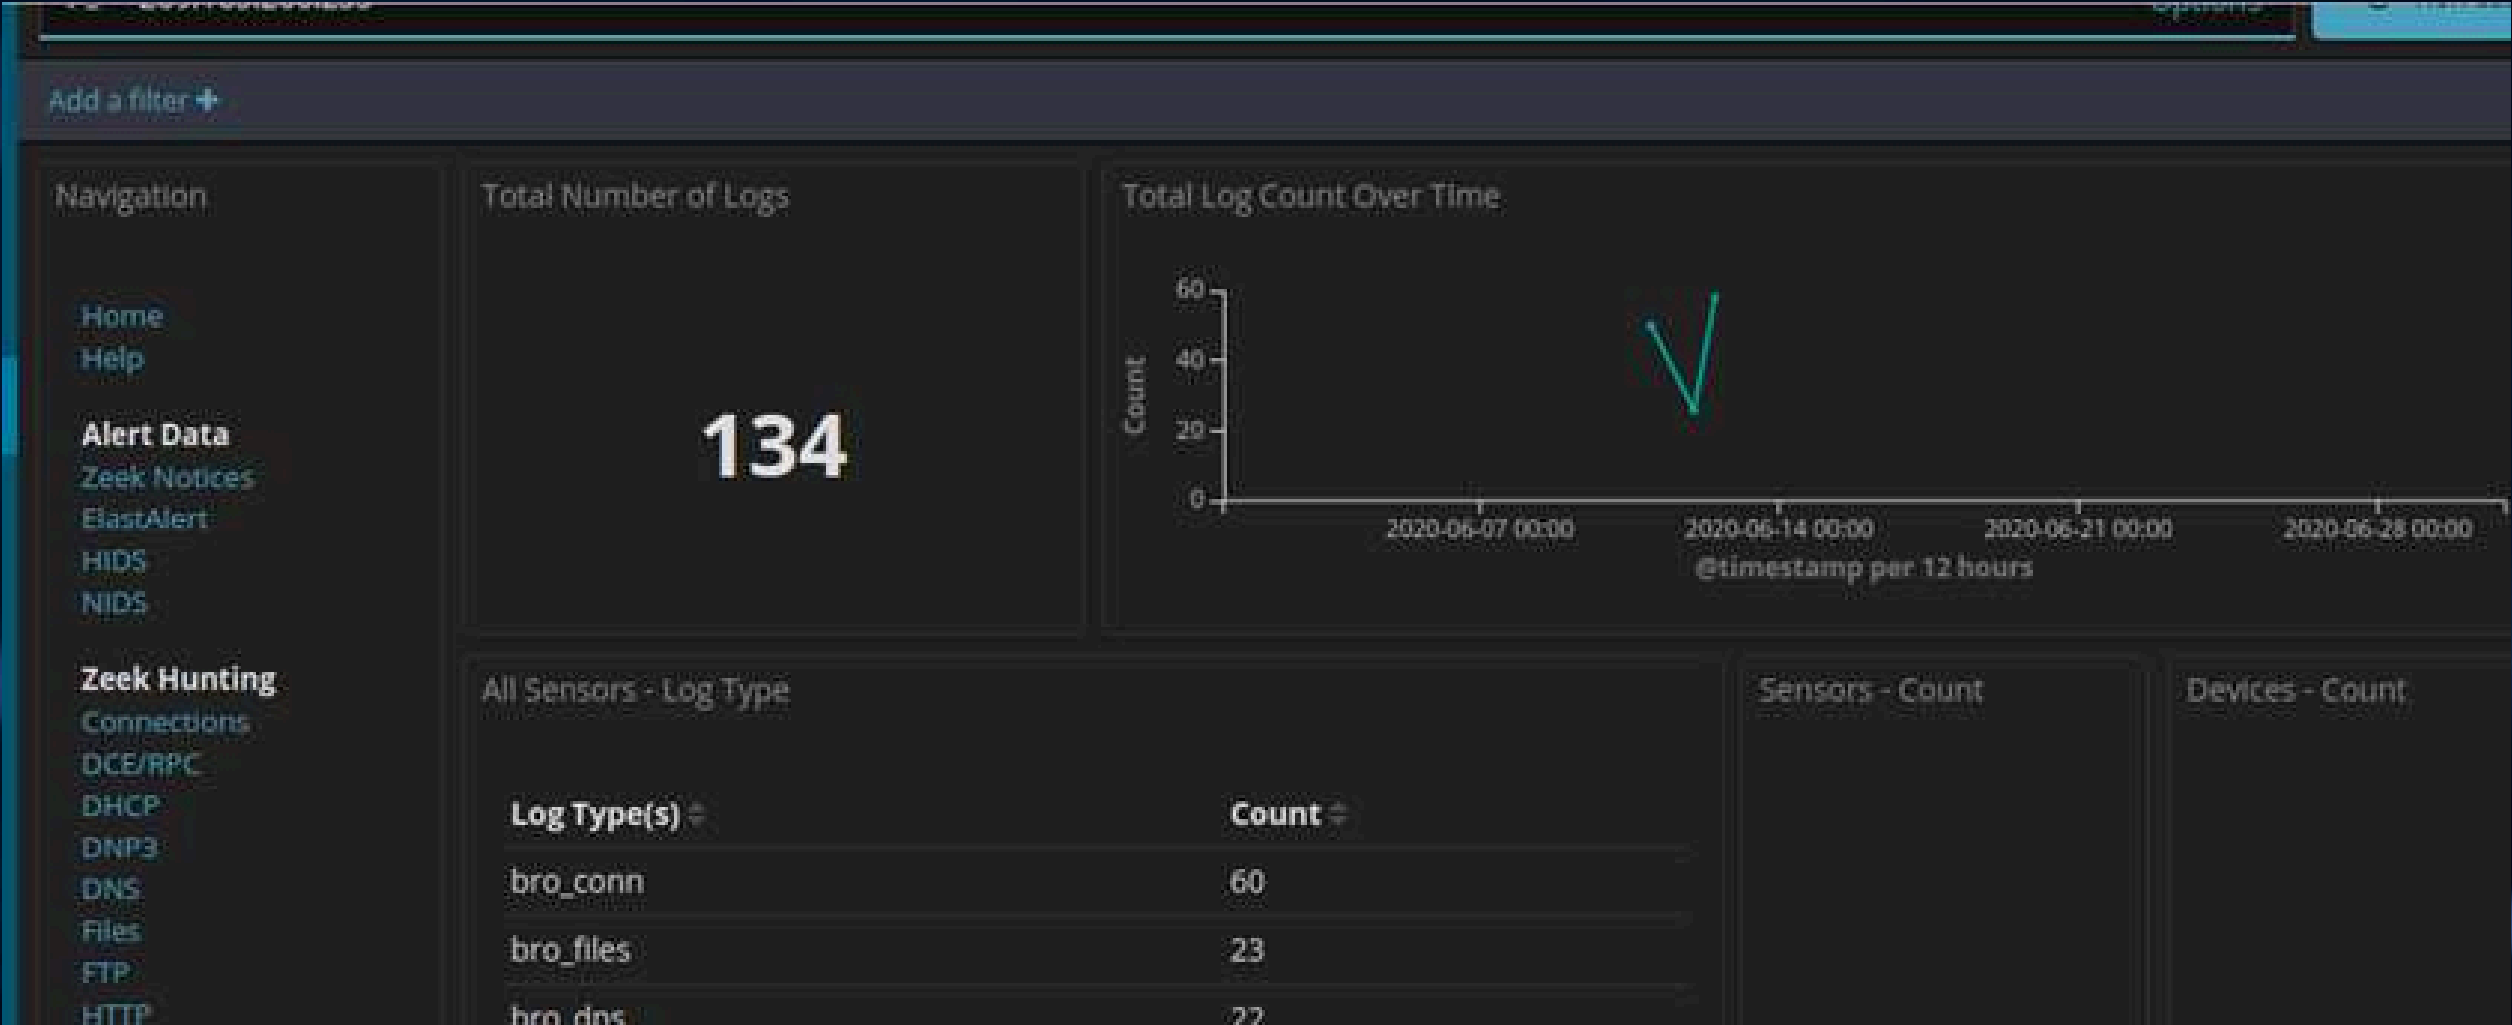 Options
Add a filter +
Navigation
Home
Help
Alert Data
Zeek Notices
ElastAlert
HIDS
NIDS
Zeek Hunting
Connections
DCE/RPC
DHCP
DNP3
DNS
Files
FTP
HTTP
Total Number of Logs
134
Total Log Count Over Time
Count
60
40
20
0
2020-06-07 00:00 2020-06-14 00:00 2020-06-21 00:00 2020-06-28 00:00
@timestamp per 12 hours
All Sensors - Log Type
Log Type(s) Count
bro_conn 60
bro_files 23
bro_dns 22
Sensors - Count
Devices - Count